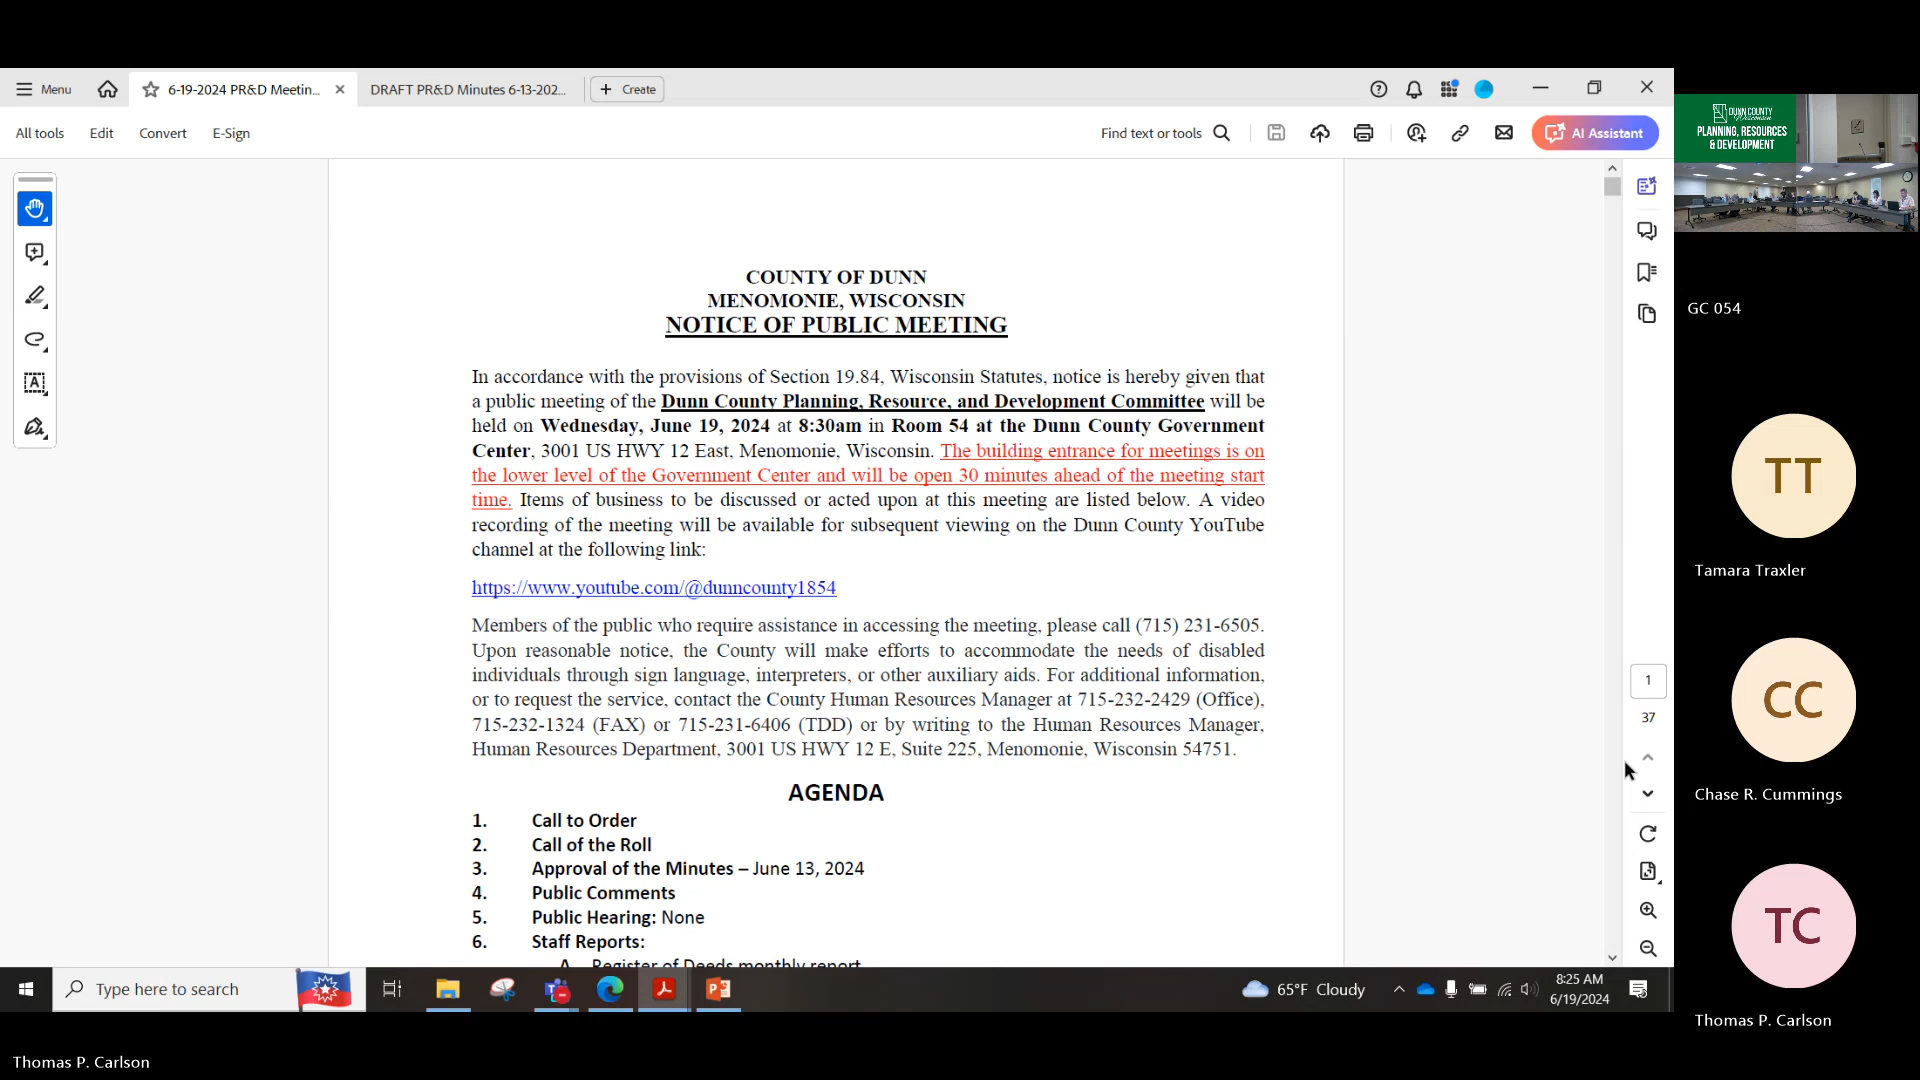 Menu
6-19-2024 PR&D Meetin...
DRAFT PR&D Minutes 6-13-202...
Create
All tools
Edit
Convert
E-Sign
Find text or tools
AI Assistant
COUNTY OF DUNN
MENOMONIE, WISCONSIN
NOTICE OF PUBLIC MEETING
In accordance with the provisions of Section 19.84, Wisconsin Statutes, notice is hereby given that
a public meeting of the Dunn County Planning, Resource, and Development Committee will be
held on Wednesday, June 19, 2024 at 8:30am in Room 54 at the Dunn County Government
Center, 3001 US HWY 12 East, Menomonie, Wisconsin. The building entrance for meetings is on
the lower level of the Government Center and will be open 30 minutes ahead of the meeting start
time. Items of business to be discussed or acted upon at this meeting are listed below. A video
recording of the meeting will be available for subsequent viewing on the Dunn County YouTube
channel at the following link:
https://www.youtube.com/@dunncounty1854
Members of the public who require assistance in accessing the meeting, please call (715) 231-6505.
Upon reasonable notice, the County will make efforts to accommodate the needs of disabled
individuals through sign language, interpreters, or other auxiliary aids. For additional information,
or to request the service, contact the County Human Resources Manager at 715-232-2429 (Office),
715-232-1324 (FAX) or 715-231-6406 (TDD) or by writing to the Human Resources Manager,
Human Resources Department, 3001 US HWY 12 E, Suite 225, Menomonie, Wisconsin 54751.
AGENDA
1. Call to Order
2. Call of the Roll
3. Approval of the Minutes – June 13, 2024
4. Public Comments
5. Public Hearing: None
6. Staff Reports:
A. Register of Deeds monthly report
1
37
Type here to search
65°F Cloudy
8:25 AM
6/19/2024
DUNN COUNTY
Wisconsin
PLANNING, RESOURCES
& DEVELOPMENT
GC 054
TT
Tamara Traxler
CC
Chase R. Cummings
TC
Thomas P. Carlson
Thomas P. Carlson